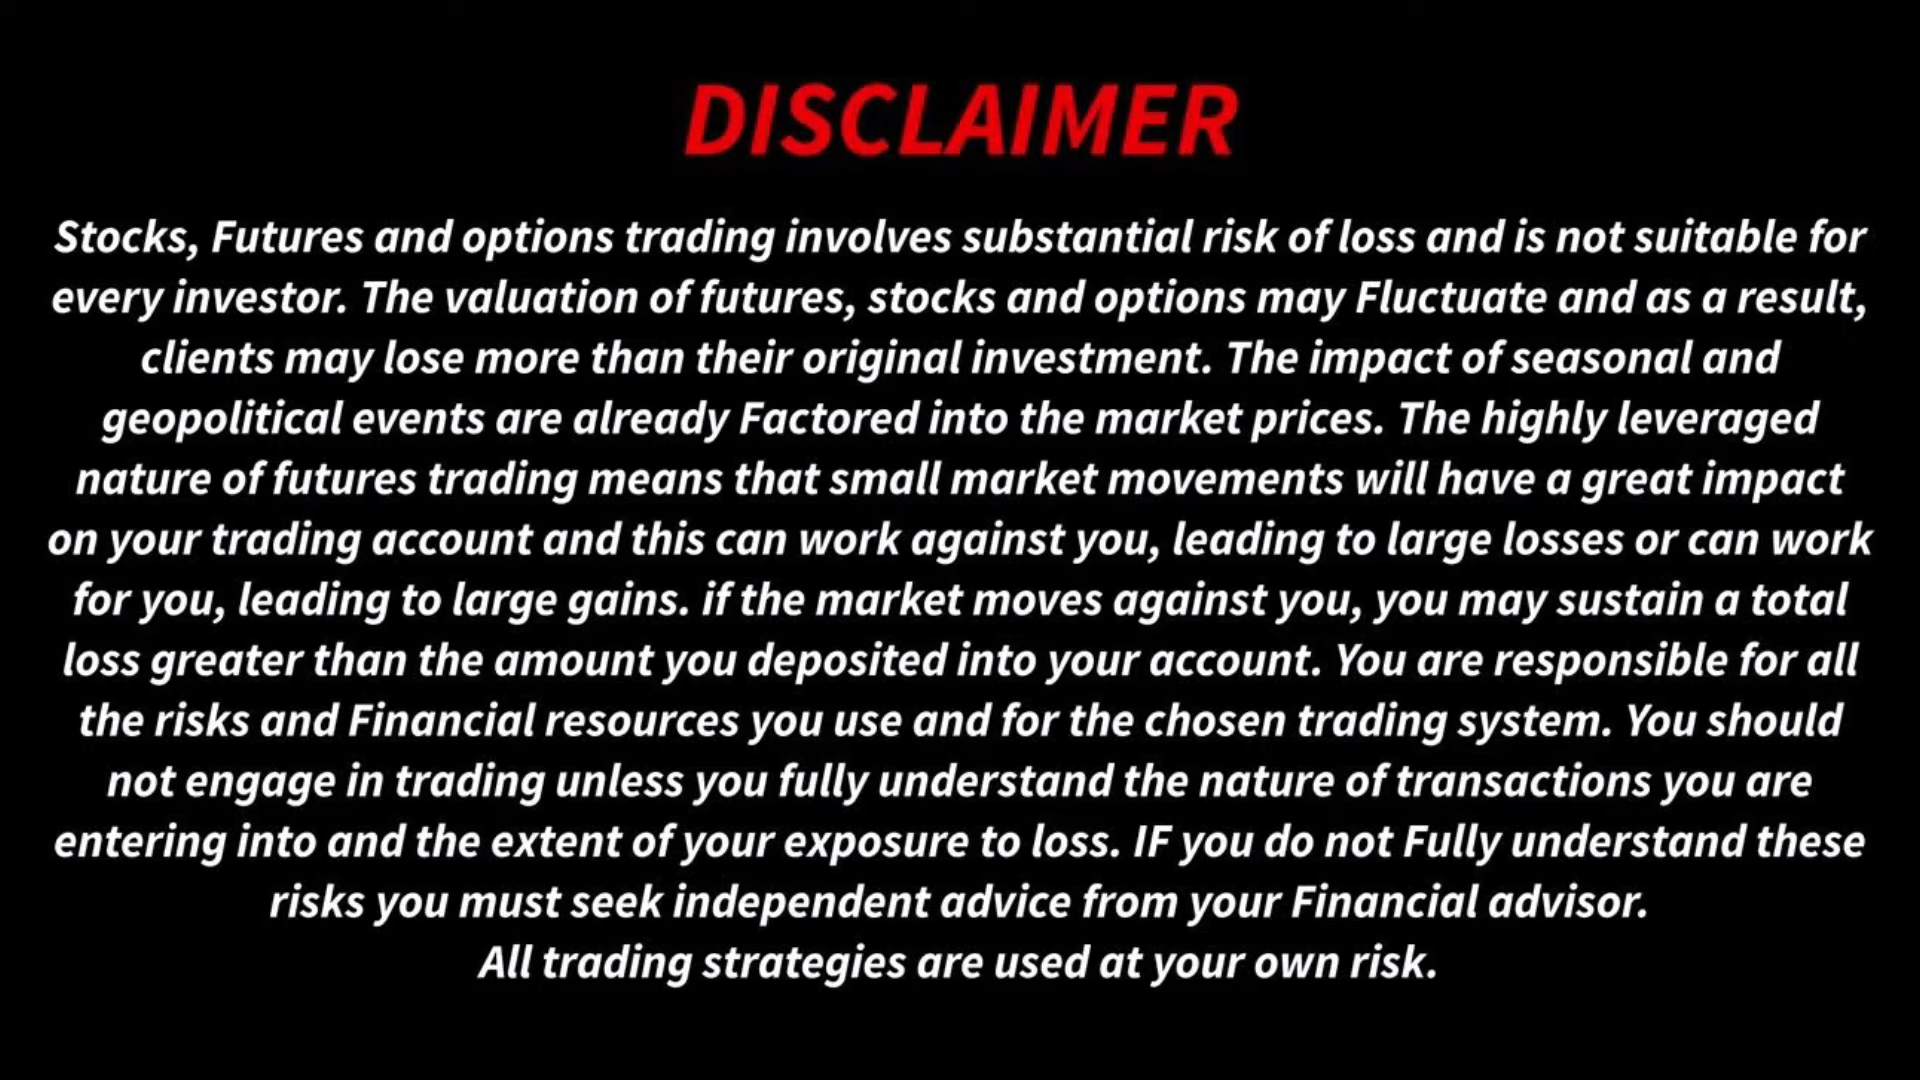 DISCLAIMER
Stocks, Futures and options trading involves substantial risk of loss and is not suitable for
every investor. The valuation of futures, stocks and options may Fluctuate and as a result,
clients may lose more than their original investment. The impact of seasonal and
geopolitical events are already Factored into the market prices. The highly leveraged
nature of futures trading means that small market movements will have a great impact
on your trading account and this can work against you, leading to large losses or can work
for you, leading to large gains. if the market moves against you, you may sustain a total
loss greater than the amount you deposited into your account. You are responsible for all
the risks and Financial resources you use and for the chosen trading system. You should
not engage in trading unless you fully understand the nature of transactions you are
entering into and the extent of your exposure to loss. IF you do not Fully understand these
risks you must seek independent advice from your Financial advisor.
All trading strategies are used at your own risk.